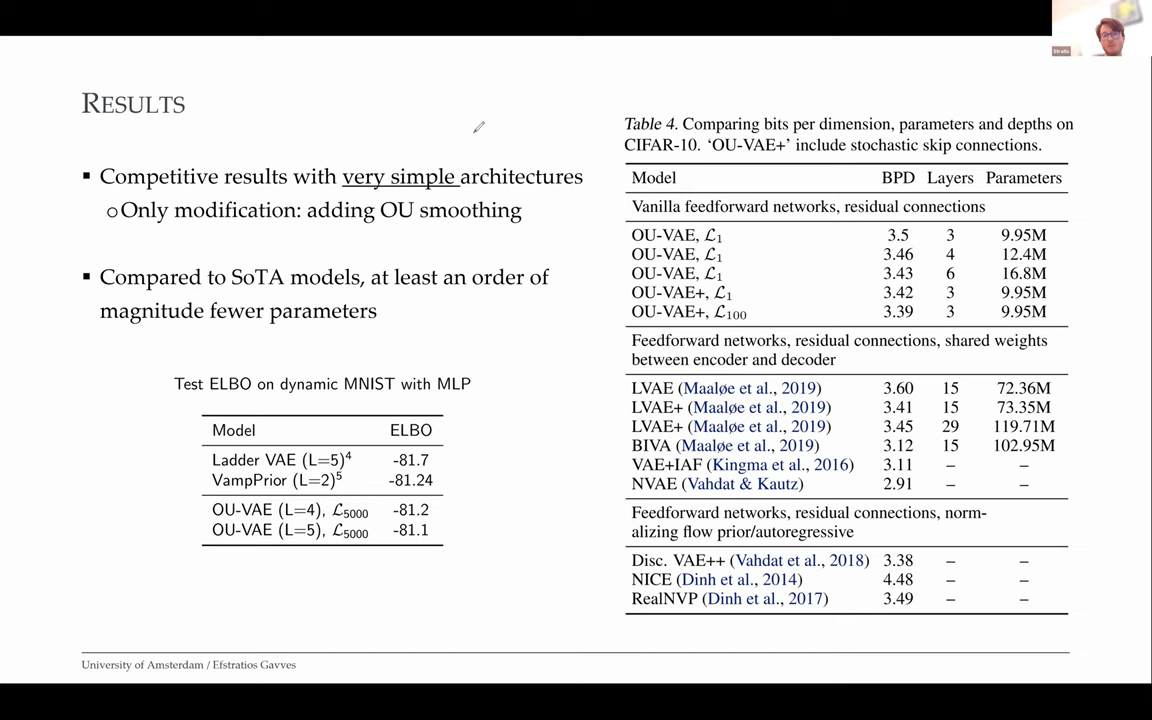 Stratis
RESULTS
▪ Competitive results with very simple architectures
o Only modification: adding OU smoothing
▪ Compared to SoTA models, at least an order of
magnitude fewer parameters
Test ELBO on dynamic MNIST with MLP
Model ELBO
Ladder VAE (L=5)⁴ -81.7
VampPrior (L=2)⁵ -81.24
OU-VAE (L=4), ℒ₅₀₀₀ -81.2
OU-VAE (L=5), ℒ₅₀₀₀ -81.1
Table 4. Comparing bits per dimension, parameters and depths on
CIFAR-10. ‘OU-VAE+’ include stochastic skip connections.
Model BPD Layers Parameters
Vanilla feedforward networks, residual connections
OU-VAE, ℒ₁ 3.5 3 9.95M
OU-VAE, ℒ₁ 3.46 4 12.4M
OU-VAE, ℒ₁ 3.43 6 16.8M
OU-VAE+, ℒ₁ 3.42 3 9.95M
OU-VAE+, ℒ₁₀₀ 3.39 3 9.95M
Feedforward networks, residual connections, shared weights
between encoder and decoder
LVAE (Maaløe et al., 2019) 3.60 15 72.36M
LVAE+ (Maaløe et al., 2019) 3.41 15 73.35M
LVAE+ (Maaløe et al., 2019) 3.45 29 119.71M
BIVA (Maaløe et al., 2019) 3.12 15 102.95M
VAE+IAF (Kingma et al., 2016) 3.11 – –
NVAE (Vahdat & Kautz) 2.91 – –
Feedforward networks, residual connections, norm-
alizing flow prior/autoregressive
Disc. VAE++ (Vahdat et al., 2018) 3.38 – –
NICE (Dinh et al., 2014) 4.48 – –
RealNVP (Dinh et al., 2017) 3.49 – –
University of Amsterdam / Efstratios Gavves